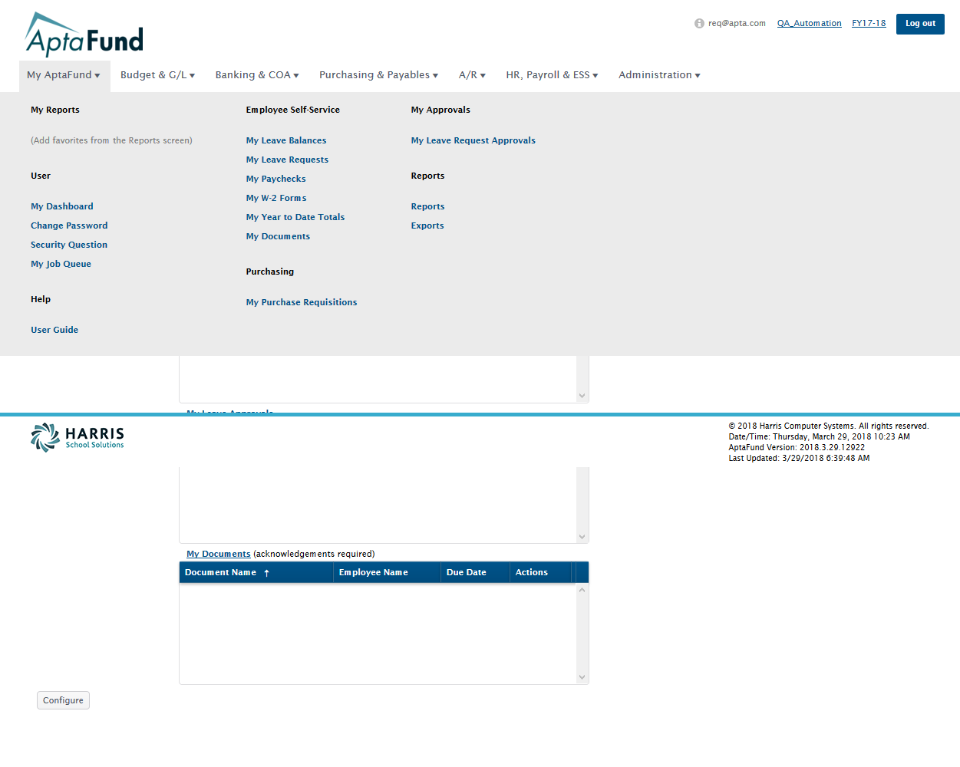 AptaFund
req@apta.com QA_Automation FY17-18 Log out
My AptaFund Budget & G/L Banking & COA Purchasing & Payables A/R HR, Payroll & ESS Administration
My Reports
(Add favorites from the Reports screen)
User
My Dashboard
Change Password
Security Question
My Job Queue
Help
User Guide
Employee Self-Service
My Leave Balances
My Leave Requests
My Paychecks
My W-2 Forms
My Year to Date Totals
My Documents
Purchasing
My Purchase Requisitions
My Approvals
My Leave Request Approvals
Reports
Reports
Exports
My Leave Approvals
HARRIS
School Solutions
© 2018 Harris Computer Systems. All rights reserved.
Date/Time: Thursday, March 29, 2018 10:23 AM
AptaFund Version: 2018.3.29.12922
Last Updated: 3/29/2018 6:39:48 AM
My Documents (acknowledgements required)
Document Name ↑ Employee Name Due Date Actions
Configure